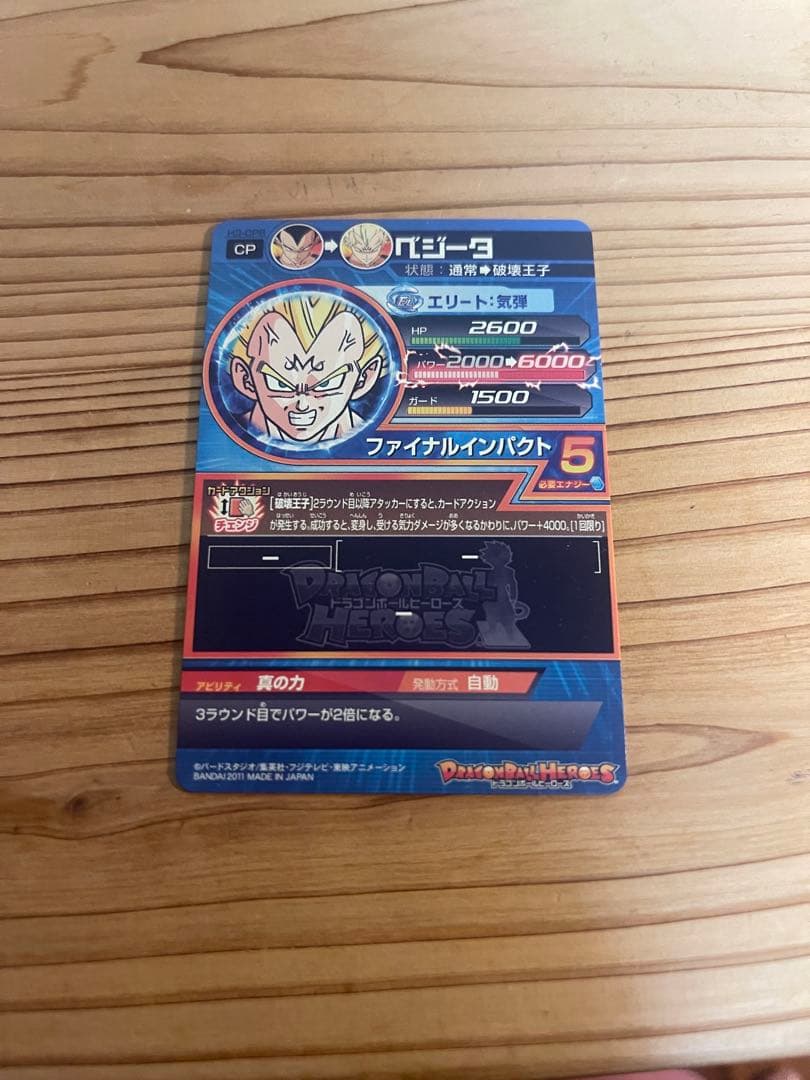 H3-CP8
CP
ベジータ
状態：通常➡破壊王子
エリート：気弾
HP 2600
パワー 2000➡6000
ガード 1500
ファイナルインパクト 5
必要エナジー
カードアクション
チェンジ
[破壊王子]2ラウンド目以降アタッカーにすると、カードアクション
が発生する。成功すると、変身し、受ける気力ダメージが多くなるかわりに、パワー+4000。[1回限り]
DRAGONBALL
ドラゴンボールヒーローズ
HEROES
アビリティ 真の力 発動方式 自動
3ラウンド目でパワーが2倍になる。
©バードスタジオ/集英社・フジテレビ・東映アニメーション
BANDAI 2011 MADE IN JAPAN
DRAGONBALL HEROES
ドラゴンボールヒーローズ